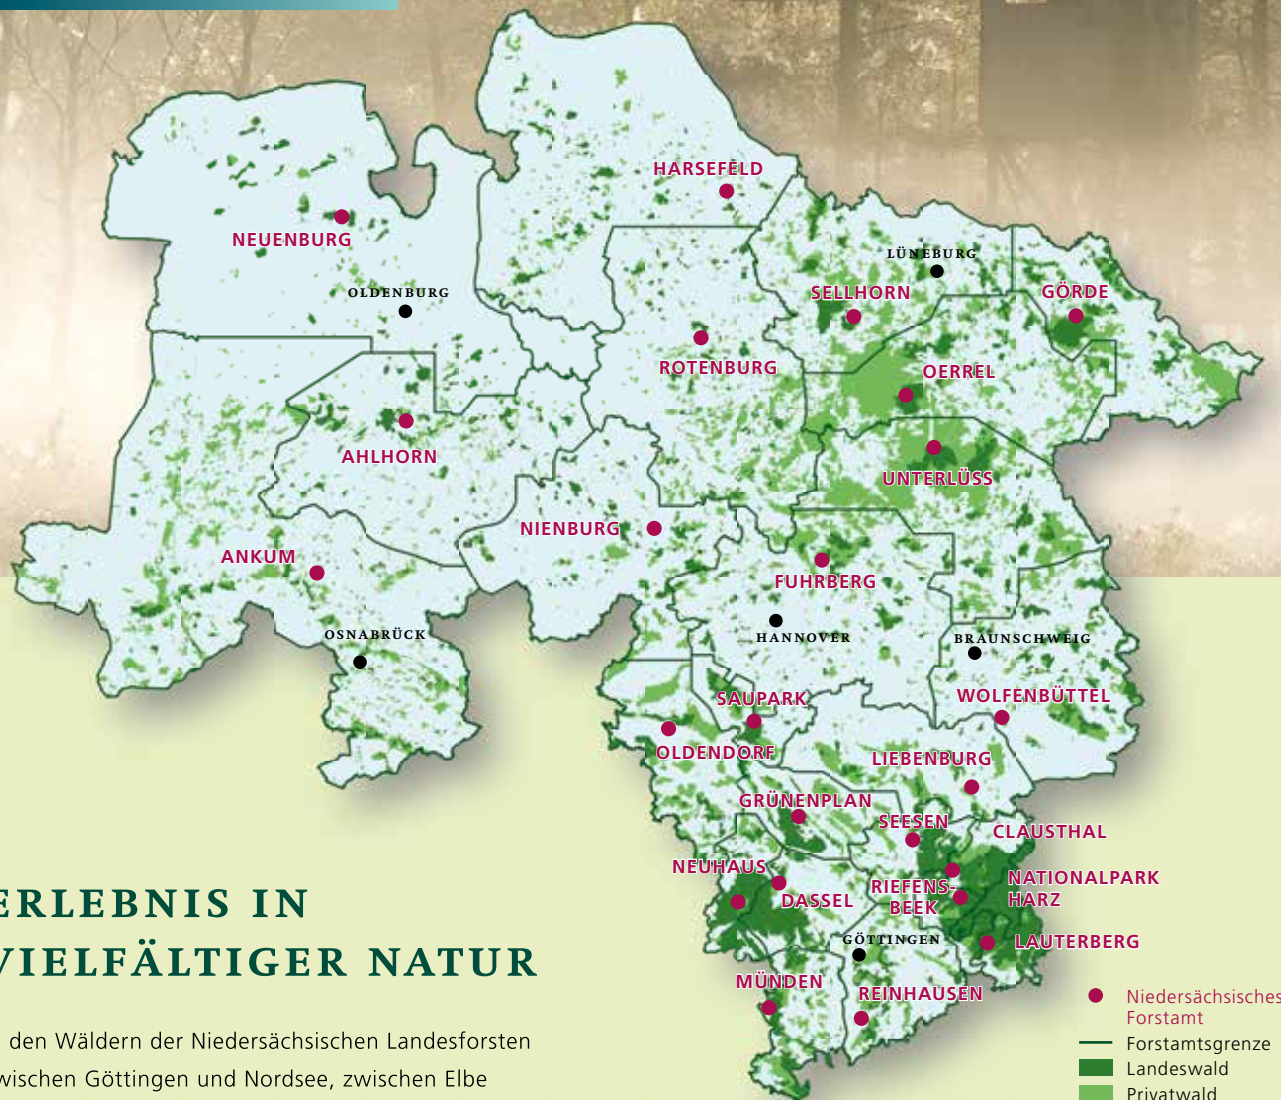 HARSEFELD
NEUENBURG
LÜNEBURG
OLDENBURG
SELLHORN
GÖRDE
ROTENBURG
OERREL
AHLHORN
UNTERLÜSS
NIENBURG
ANKUM
FUHRBERG
OSNABRÜCK
HANNOVER
BRAUNSCHWEIG
SAUPARK
WOLFENBÜTTEL
OLDENDORF
LIEBENBURG
GRÜNENPLAN
SEESEN
CLAUSTHAL
NEUHAUS
DASSEL
RIEFENS-
BEEK
NATIONALPARK
HARZ
GÖTTINGEN
LAUTERBERG
MÜNDEN
REINHAUSEN
ERLEBNIS IN
VIELFÄLTIGER NATUR
den Wäldern der Niedersächsischen Landesforsten
wischen Göttingen und Nordsee, zwischen Elbe
Niedersächsisches
Forstamt
Forstamtsgrenze
Landeswald
Privatwald